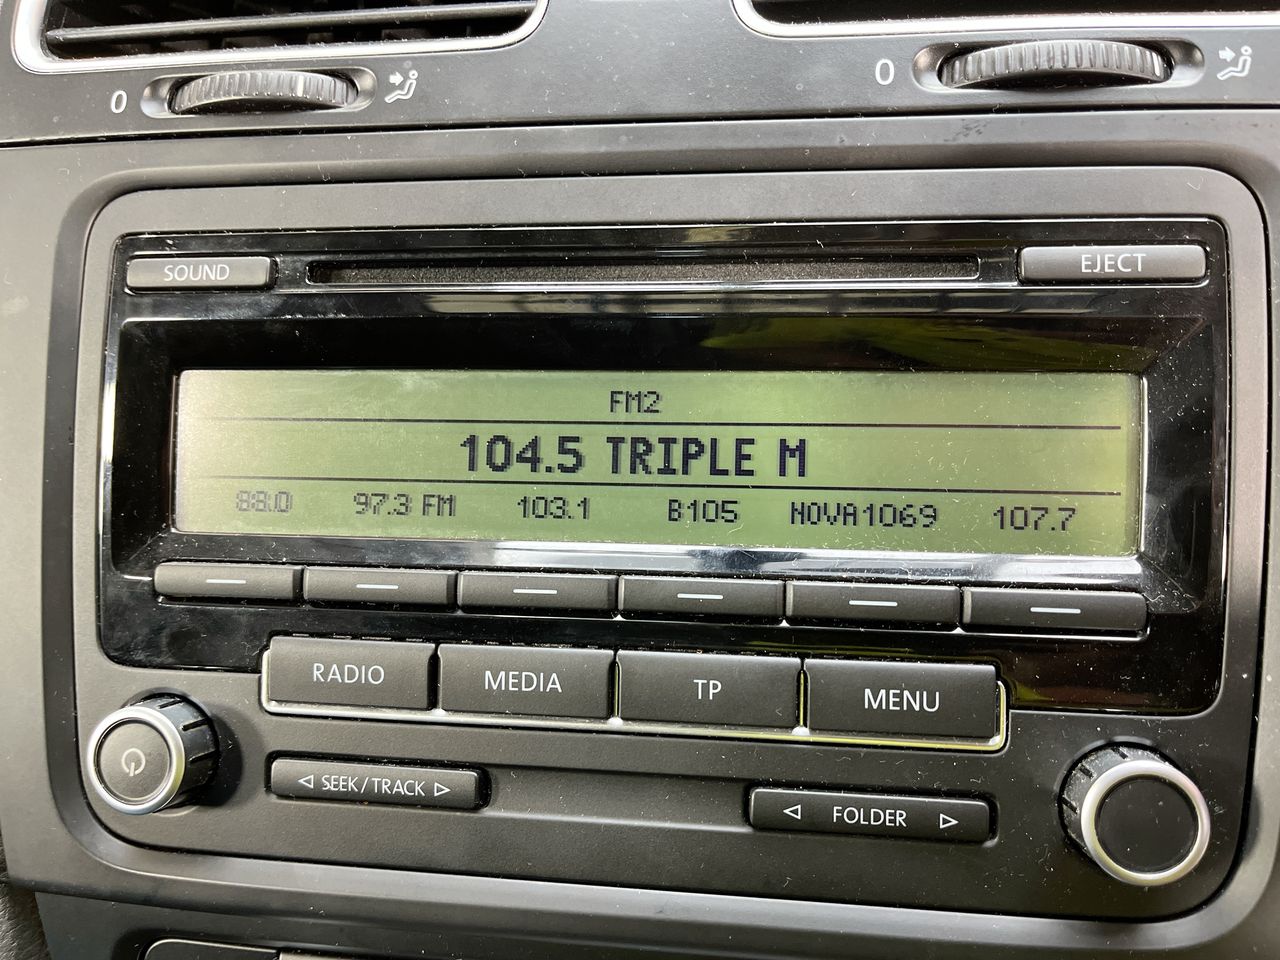 0 0
SOUND EJECT
FM2
104.5 TRIPLE M
88.0 97.3 FM 103.1 B105 NOVA1069 107.7
RADIO MEDIA TP MENU
SEEK/TRACK FOLDER